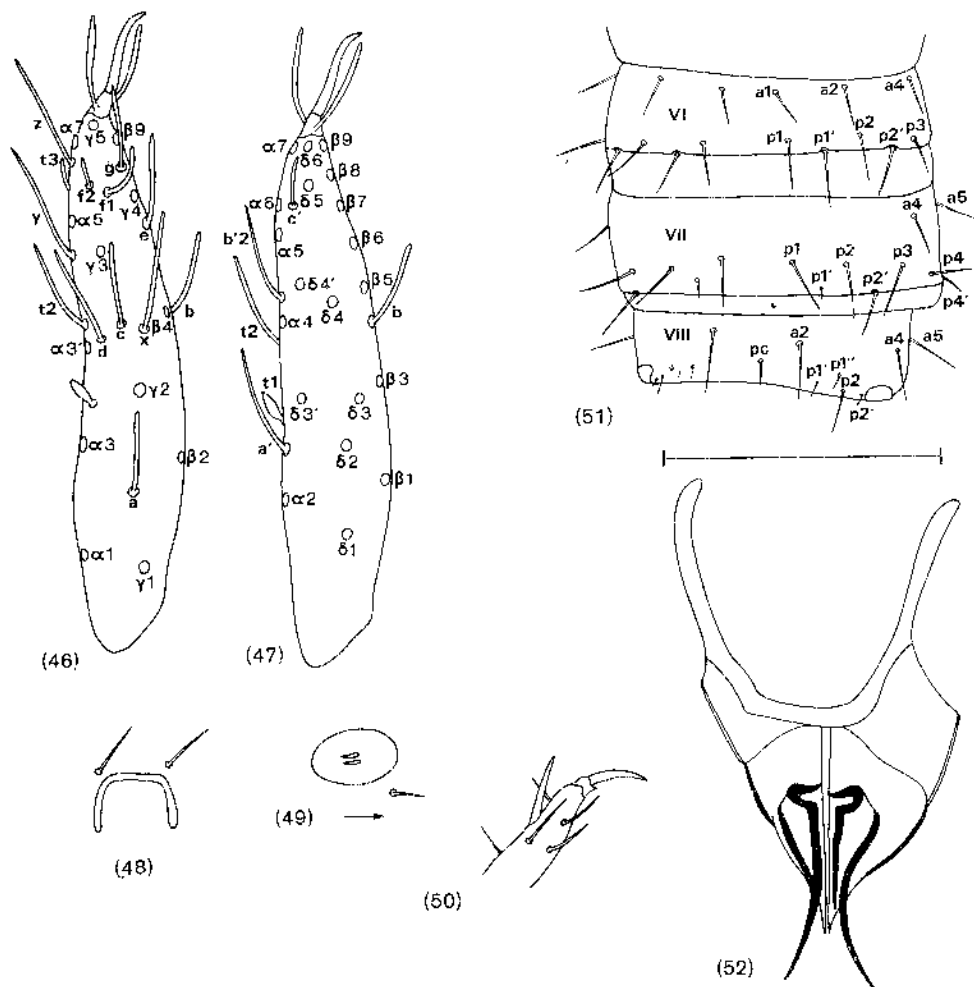 z
α7
γ5
β9
t3
g
f2
f1
γ4
α5
e
y
γ3
t2
d
c
x
β4
b
α3'
γ2
α3
β2
a
α1
γ1
(46)
α7
β9
δ6
β8
δ5
α6
c'
β7
b'2
α5
β6
δ4'
β5
δ4
t2
α4
b
β3
t1
δ3'
δ3
a'
δ2
β1
α2
δ1
(47)
a1
a2
a4
VI
p1
p1'
p2
p2'
p3
a5
a4
VII
p1
p2
p3
p4
p1'
p2'
p4'
VIII
a2
a4
a5
pc
p1'
p1''
p2
p2'
(51)
(48)
(49)
(50)
(52)